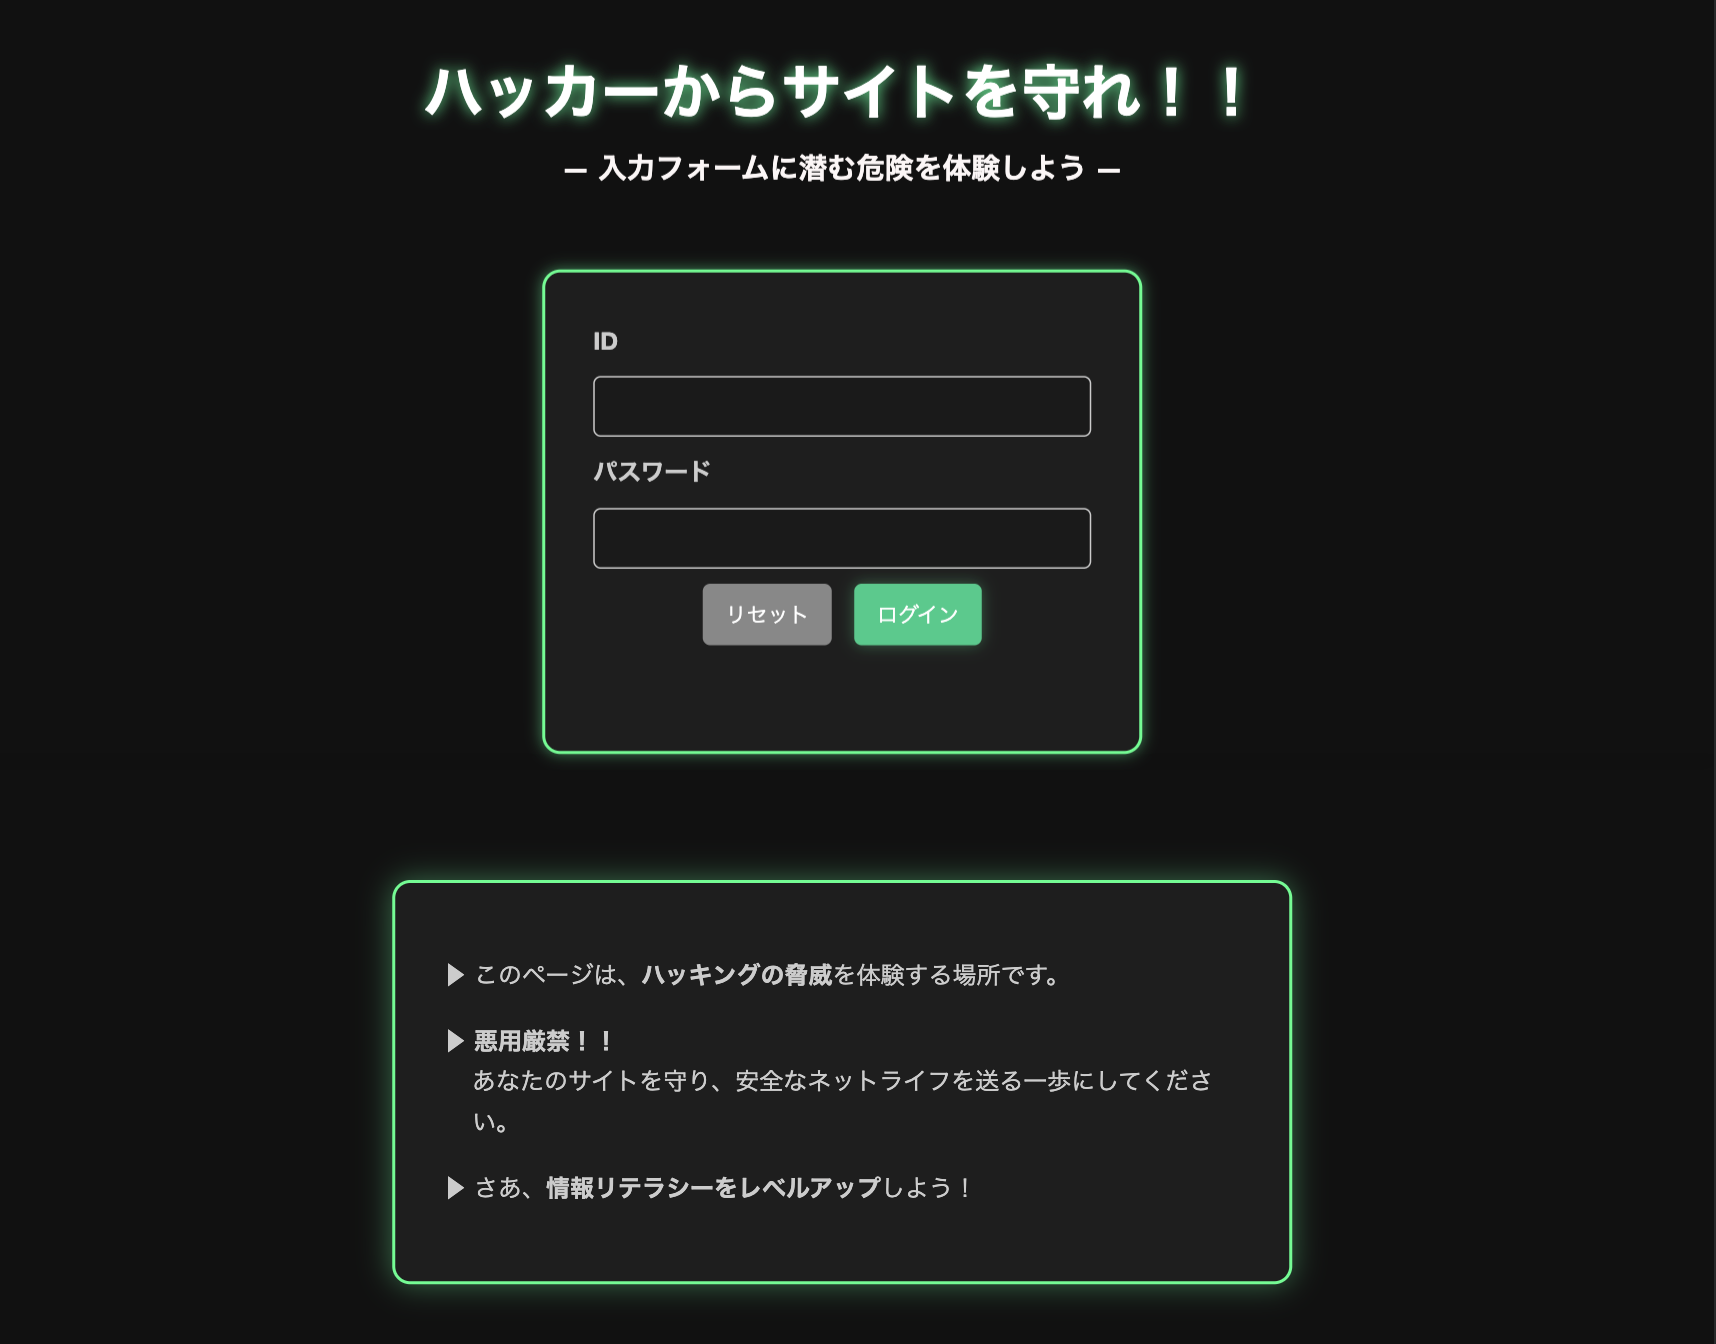 ハッカーからサイトを守れ！！
— 入力フォームに潜む危険を体験しよう —
ID
パスワード
リセット ログイン
▶ このページは、ハッキングの脅威を体験する場所です。
▶ 悪用厳禁！！
あなたのサイトを守り、安全なネットライフを送る一歩にしてくださ
い。
▶ さあ、情報リテラシーをレベルアップしよう！